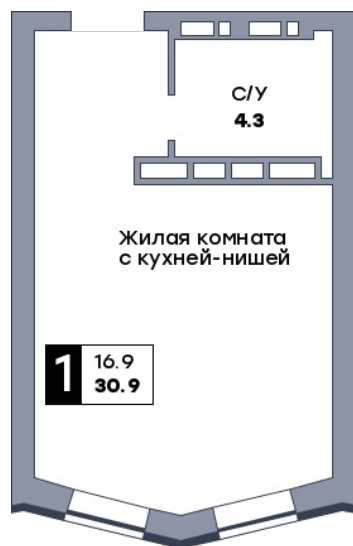 С/У
4.3
Жилая комната
с кухней-нишей
1
16.9
30.9